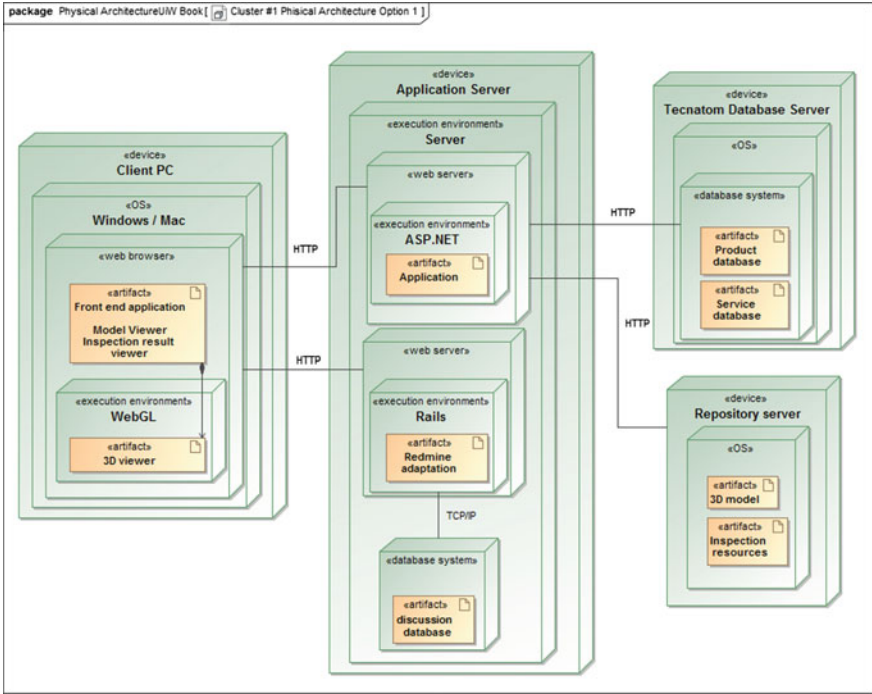 package Physical ArchitectureUiW Book [ Cluster #1 Phisical Architecture Option 1 ]
«device»
Client PC
«OS»
Windows / Mac
«web browser»
«artifact»
Front end application
Model Viewer
Inspection result
viewer
«execution environment»
WebGL
«artifact»
3D viewer
HTTP
HTTP
«device»
Application Server
«execution environment»
Server
«web server»
«execution environment»
ASP.NET
«artifact»
Application
«web server»
«execution environment»
Rails
«artifact»
Redmine
adaptation
TCP/IP
«database system»
«artifact»
discussion
database
HTTP
HTTP
«device»
Tecnatom Database Server
«OS»
«database system»
«artifact»
Product
database
«artifact»
Service
database
«device»
Repository server
«OS»
«artifact»
3D model
«artifact»
Inspection
resources